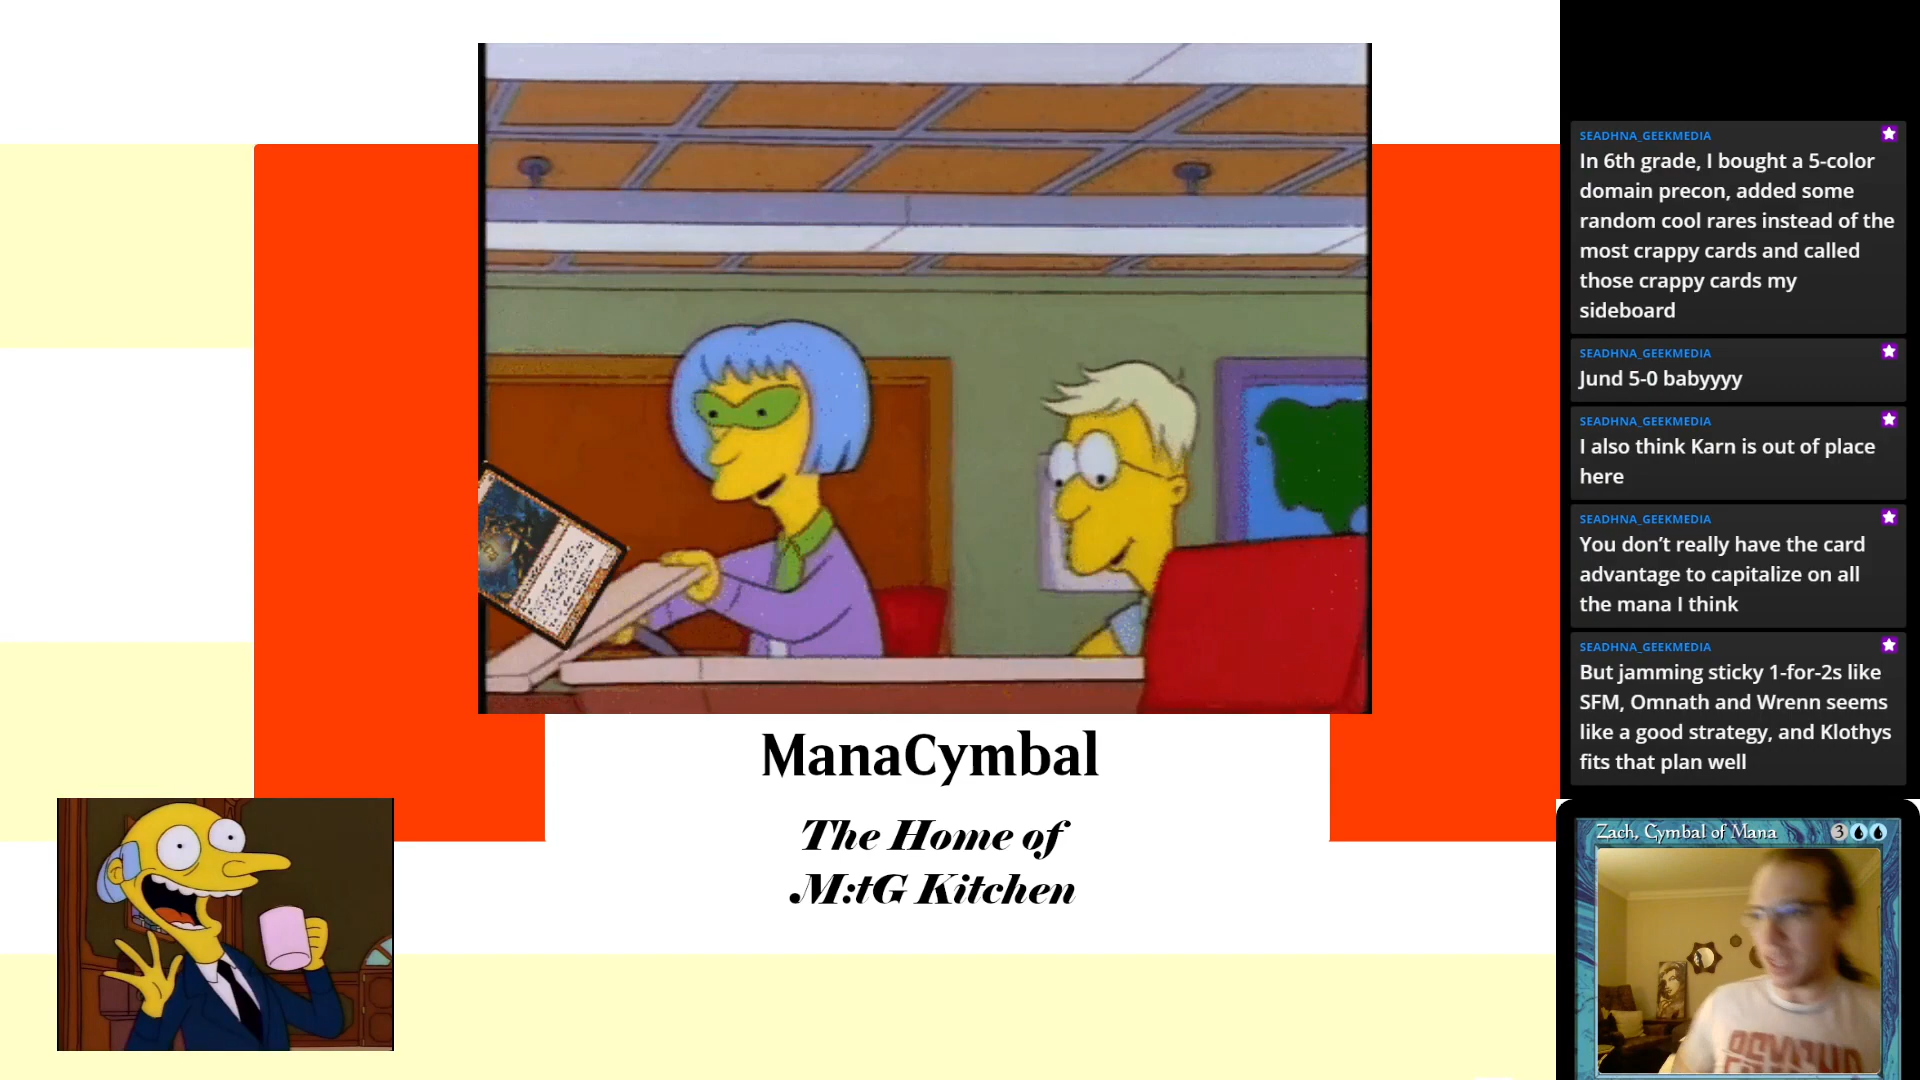 SEADHNA_GEEKMEDIA
In 6th grade, I bought a 5-color
domain precon, added some
random cool rares instead of the
most crappy cards and called
those crappy cards my
sideboard
SEADHNA_GEEKMEDIA
Jund 5-0 babyyyy
SEADHNA_GEEKMEDIA
I also think Karn is out of place
here
SEADHNA_GEEKMEDIA
You don’t really have the card
advantage to capitalize on all
the mana I think
SEADHNA_GEEKMEDIA
But jamming sticky 1-for-2s like
SFM, Omnath and Wrenn seems
like a good strategy, and Klothys
fits that plan well
ManaCymbal
The Home of
M:tG Kitchen
Zach, Cymbal of Mana 3